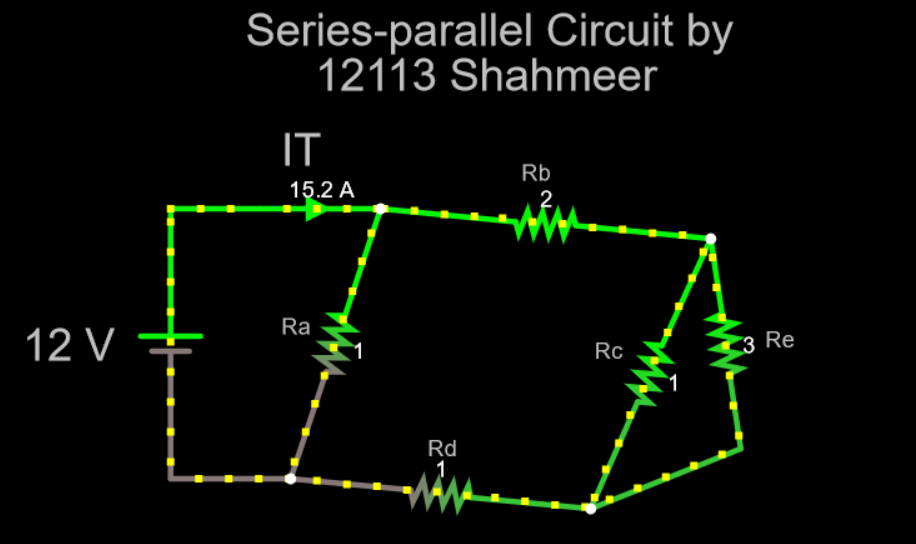 Series-parallel Circuit by
12113 Shahmeer
IT
15.2 A
Rb
2
12 V
Ra
1
Rc
1
3 Re
Rd
1